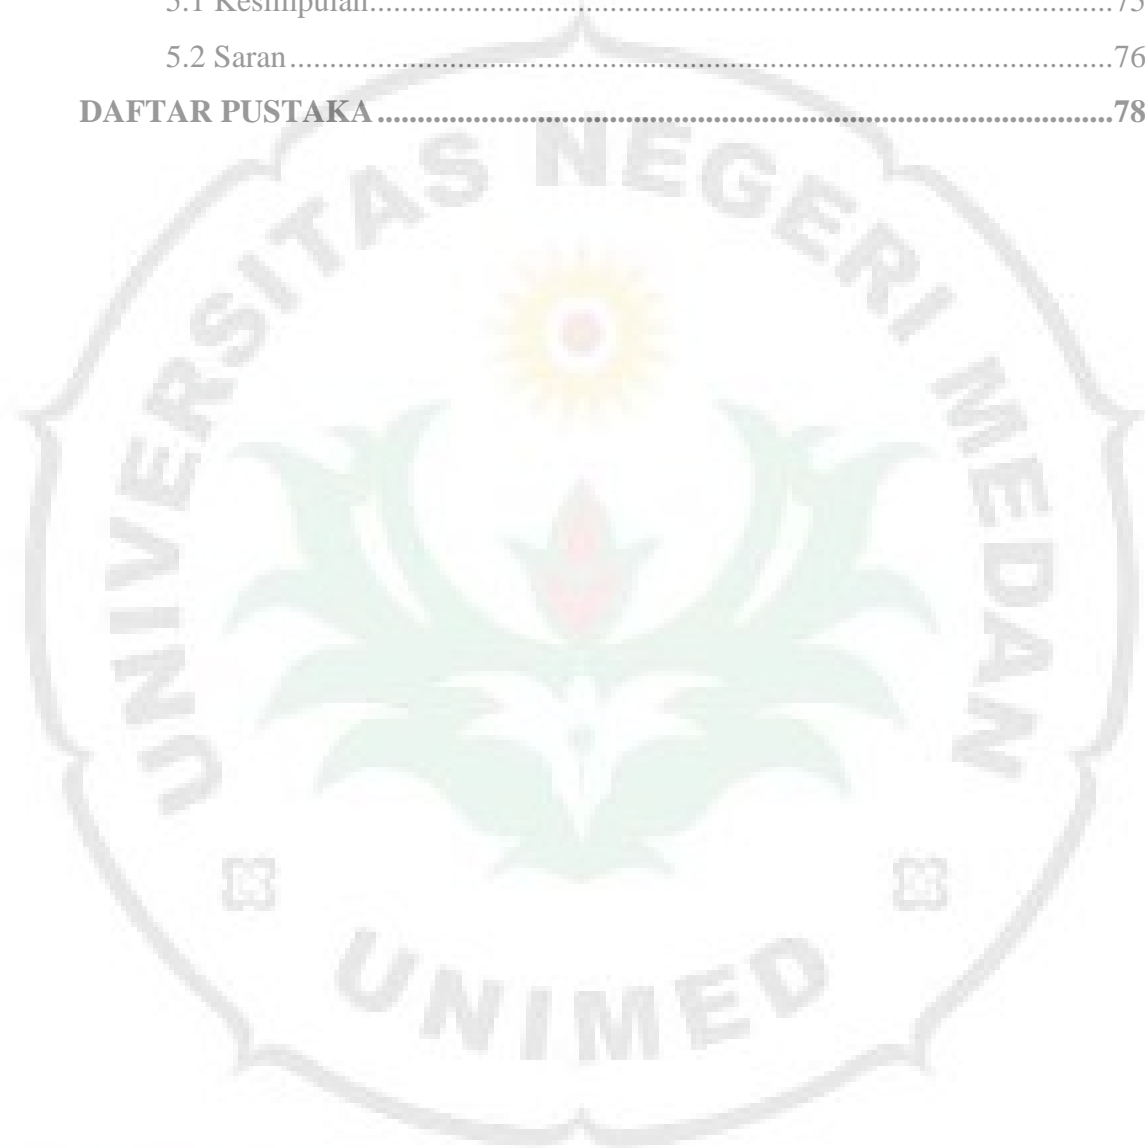 5.1 Kesimpulan........................................................................................75
5.2 Saran........................................................................................76
DAFTAR PUSTAKA........................................................................................78
UNIVERSITAS NEGERI MEDAN
UNIMED